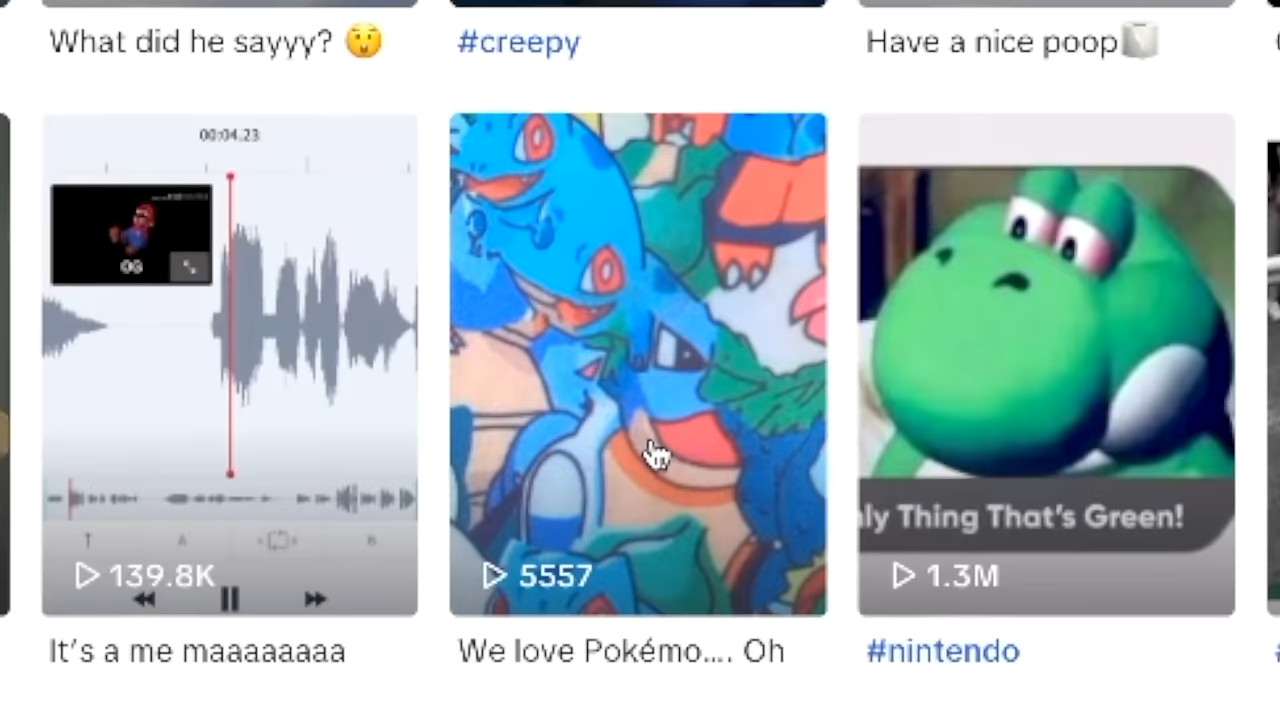 What did he sayyy? 😲
#creepy
Have a nice poop🧻
00:04.23
OG
ly Thing That's Green!
A
B
139.8K
5557
1.3M
It's a me maaaaaaaa
We love Pokémo.... Oh
#nintendo